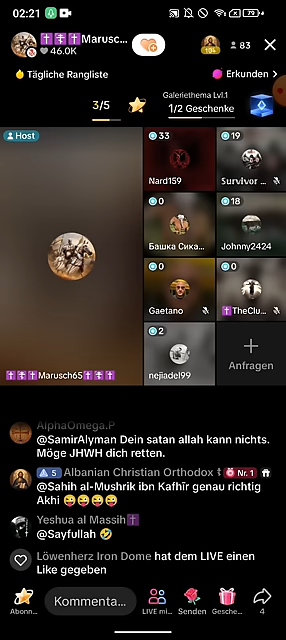 02:21
79
✝️☦️✝️Marusc...
46.0K
83
Tägliche Rangliste
Erkunden >
3/5
Galeriethema Lvl.1
1/2 Geschenke
Host
✝️✝️✝️Marusch65✝️✝️✝️
33
Nard159
19
Survivor ...
0
Башка Сика...
18
Johnny2424
0
Gaetano
0
✝️TheClu...
2
nejiadel99
Anfragen
AlphaOmega.P
@SamirAlyman Dein satan allah kann nichts.
Möge JHWH dich retten.
5 Albanian Christian Orthodox ☦ Nr. 1
@Sahih al-Mushrik ibn Kafhīr genau richtig
Akhi 😜😜😜😜
Yeshua al Massih✝️
@Sayfullah 🤣
Löwenherz Iron Dome hat dem LIVE einen
Like gegeben
Kommenta...
Abonn...
LIVE mi...
Senden
Gesche...
4